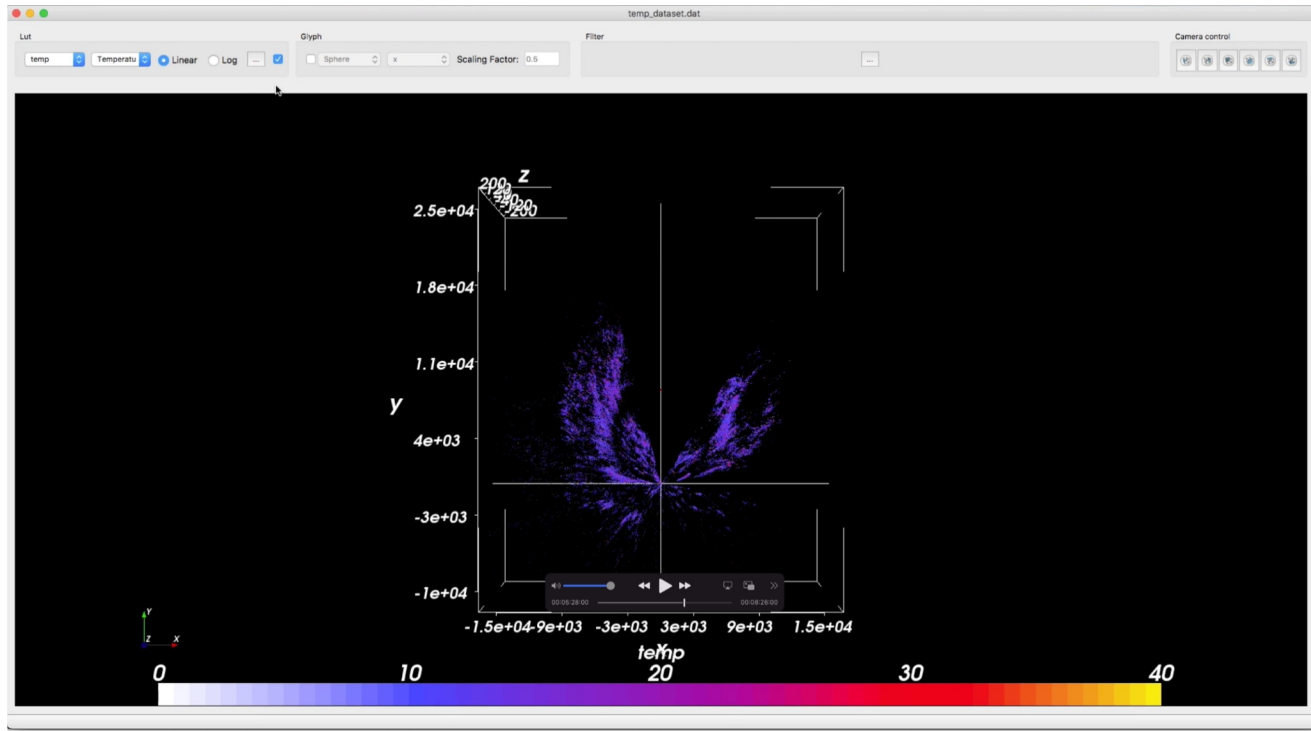 temp_dataset.dat
Lut
Glyph
Filter
Camera control
temp Temperatu Linear Log ... Sphere x Scaling Factor: 0.5 ...
z
200
-200
2.5e+04
1.8e+04
1.1e+04
y
4e+03
-3e+03
-1e+04
00:05:28:00 00:08:28:00
Y
Z X
-1.5e+04 -9e+03 -3e+03 3e+03 9e+03 1.5e+04
x
temp
0 10 20 30 40